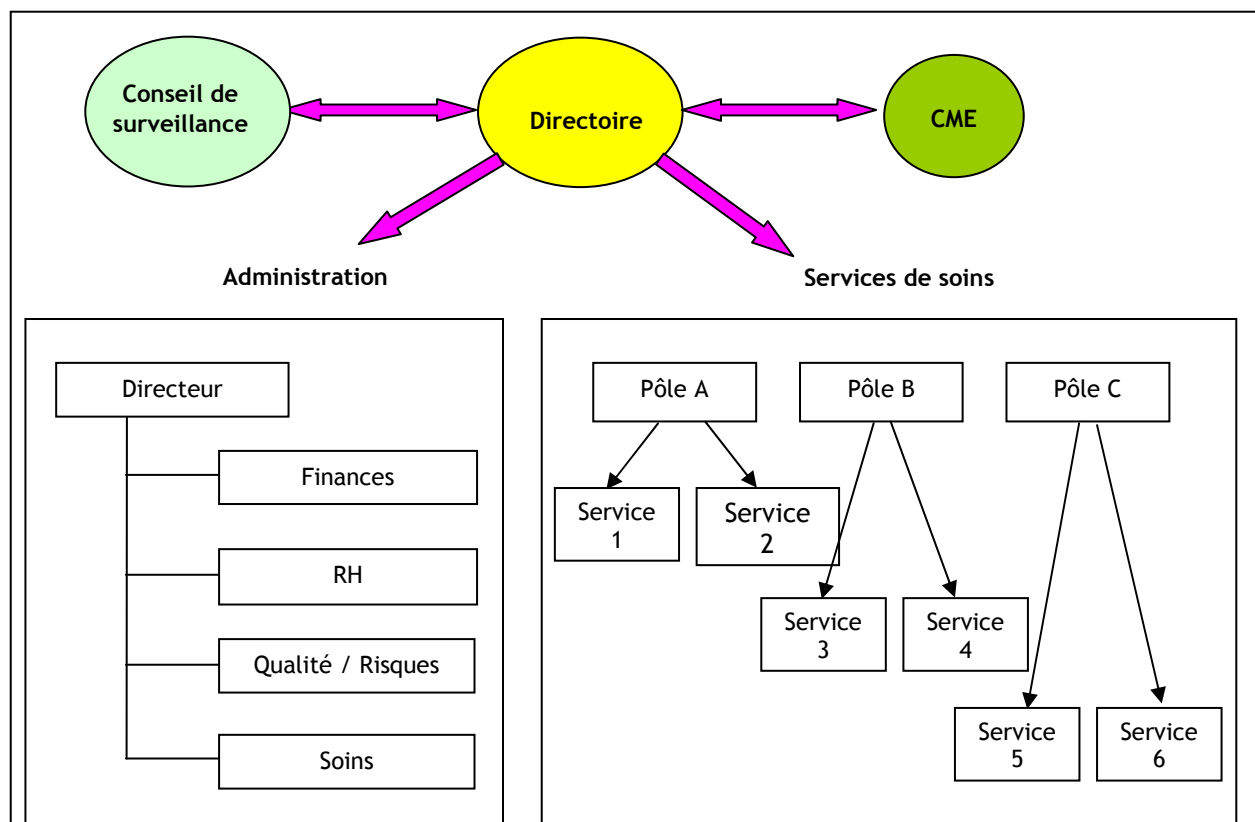 Conseil de
surveillance
Directoire
CME
Administration
Services de soins
Directeur
Finances
RH
Qualité / Risques
Soins
Pôle A
Pôle B
Pôle C
Service
1
Service
2
Service
3
Service
4
Service
5
Service
6